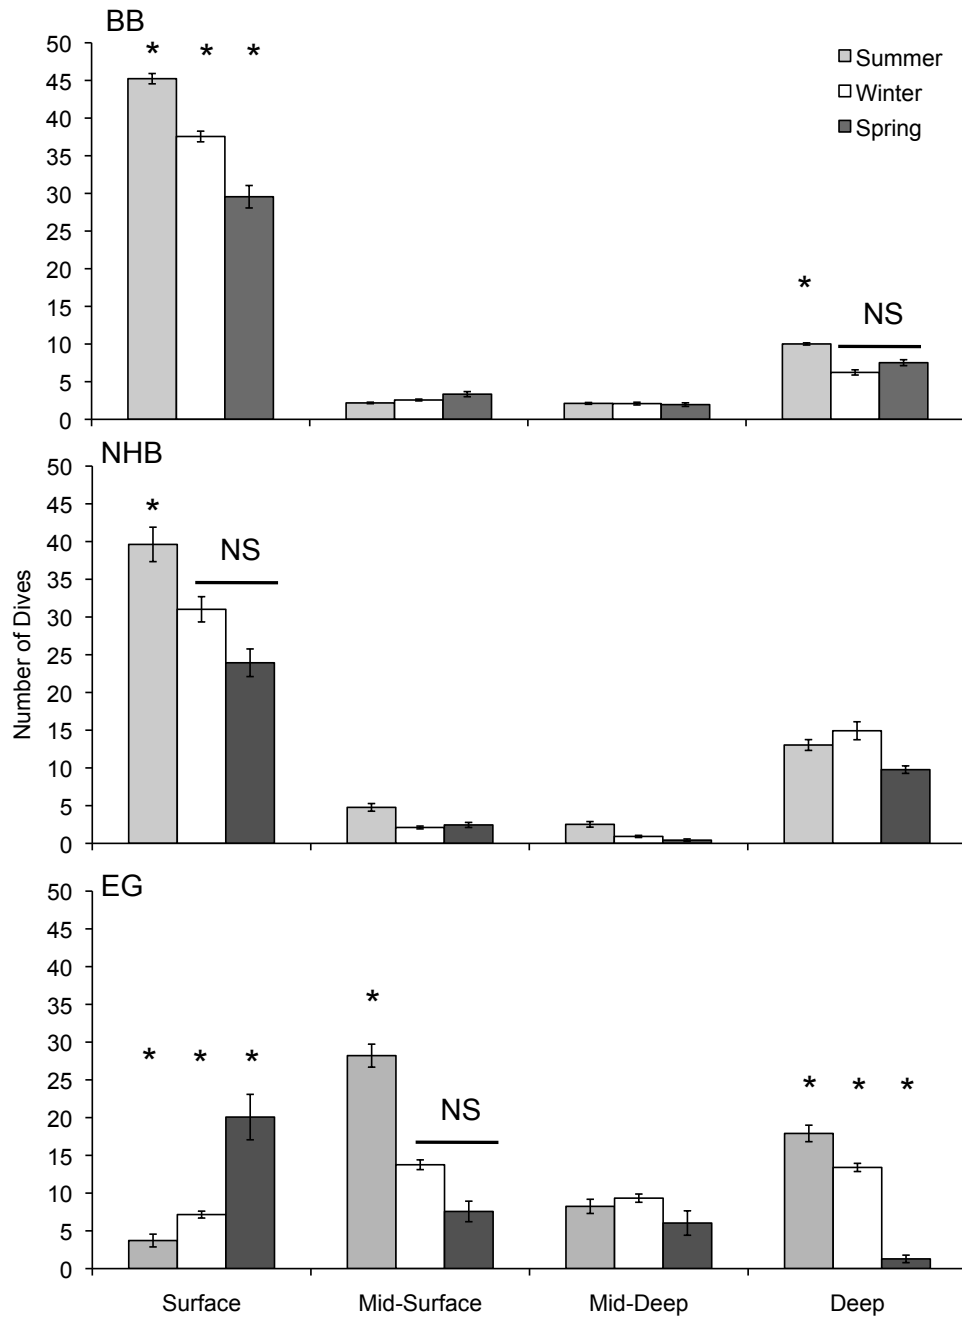 BB
50
45
40
35
30
25
20
15
10
5
0
* * *
*
NS
Summer
Winter
Spring
NHB
50
45
40
35
30
25
20
15
10
5
0
*
NS
Number of Dives
EG
50
45
40
35
30
25
20
15
10
5
0
* * *
*
NS
* * *
Surface Mid-Surface Mid-Deep Deep